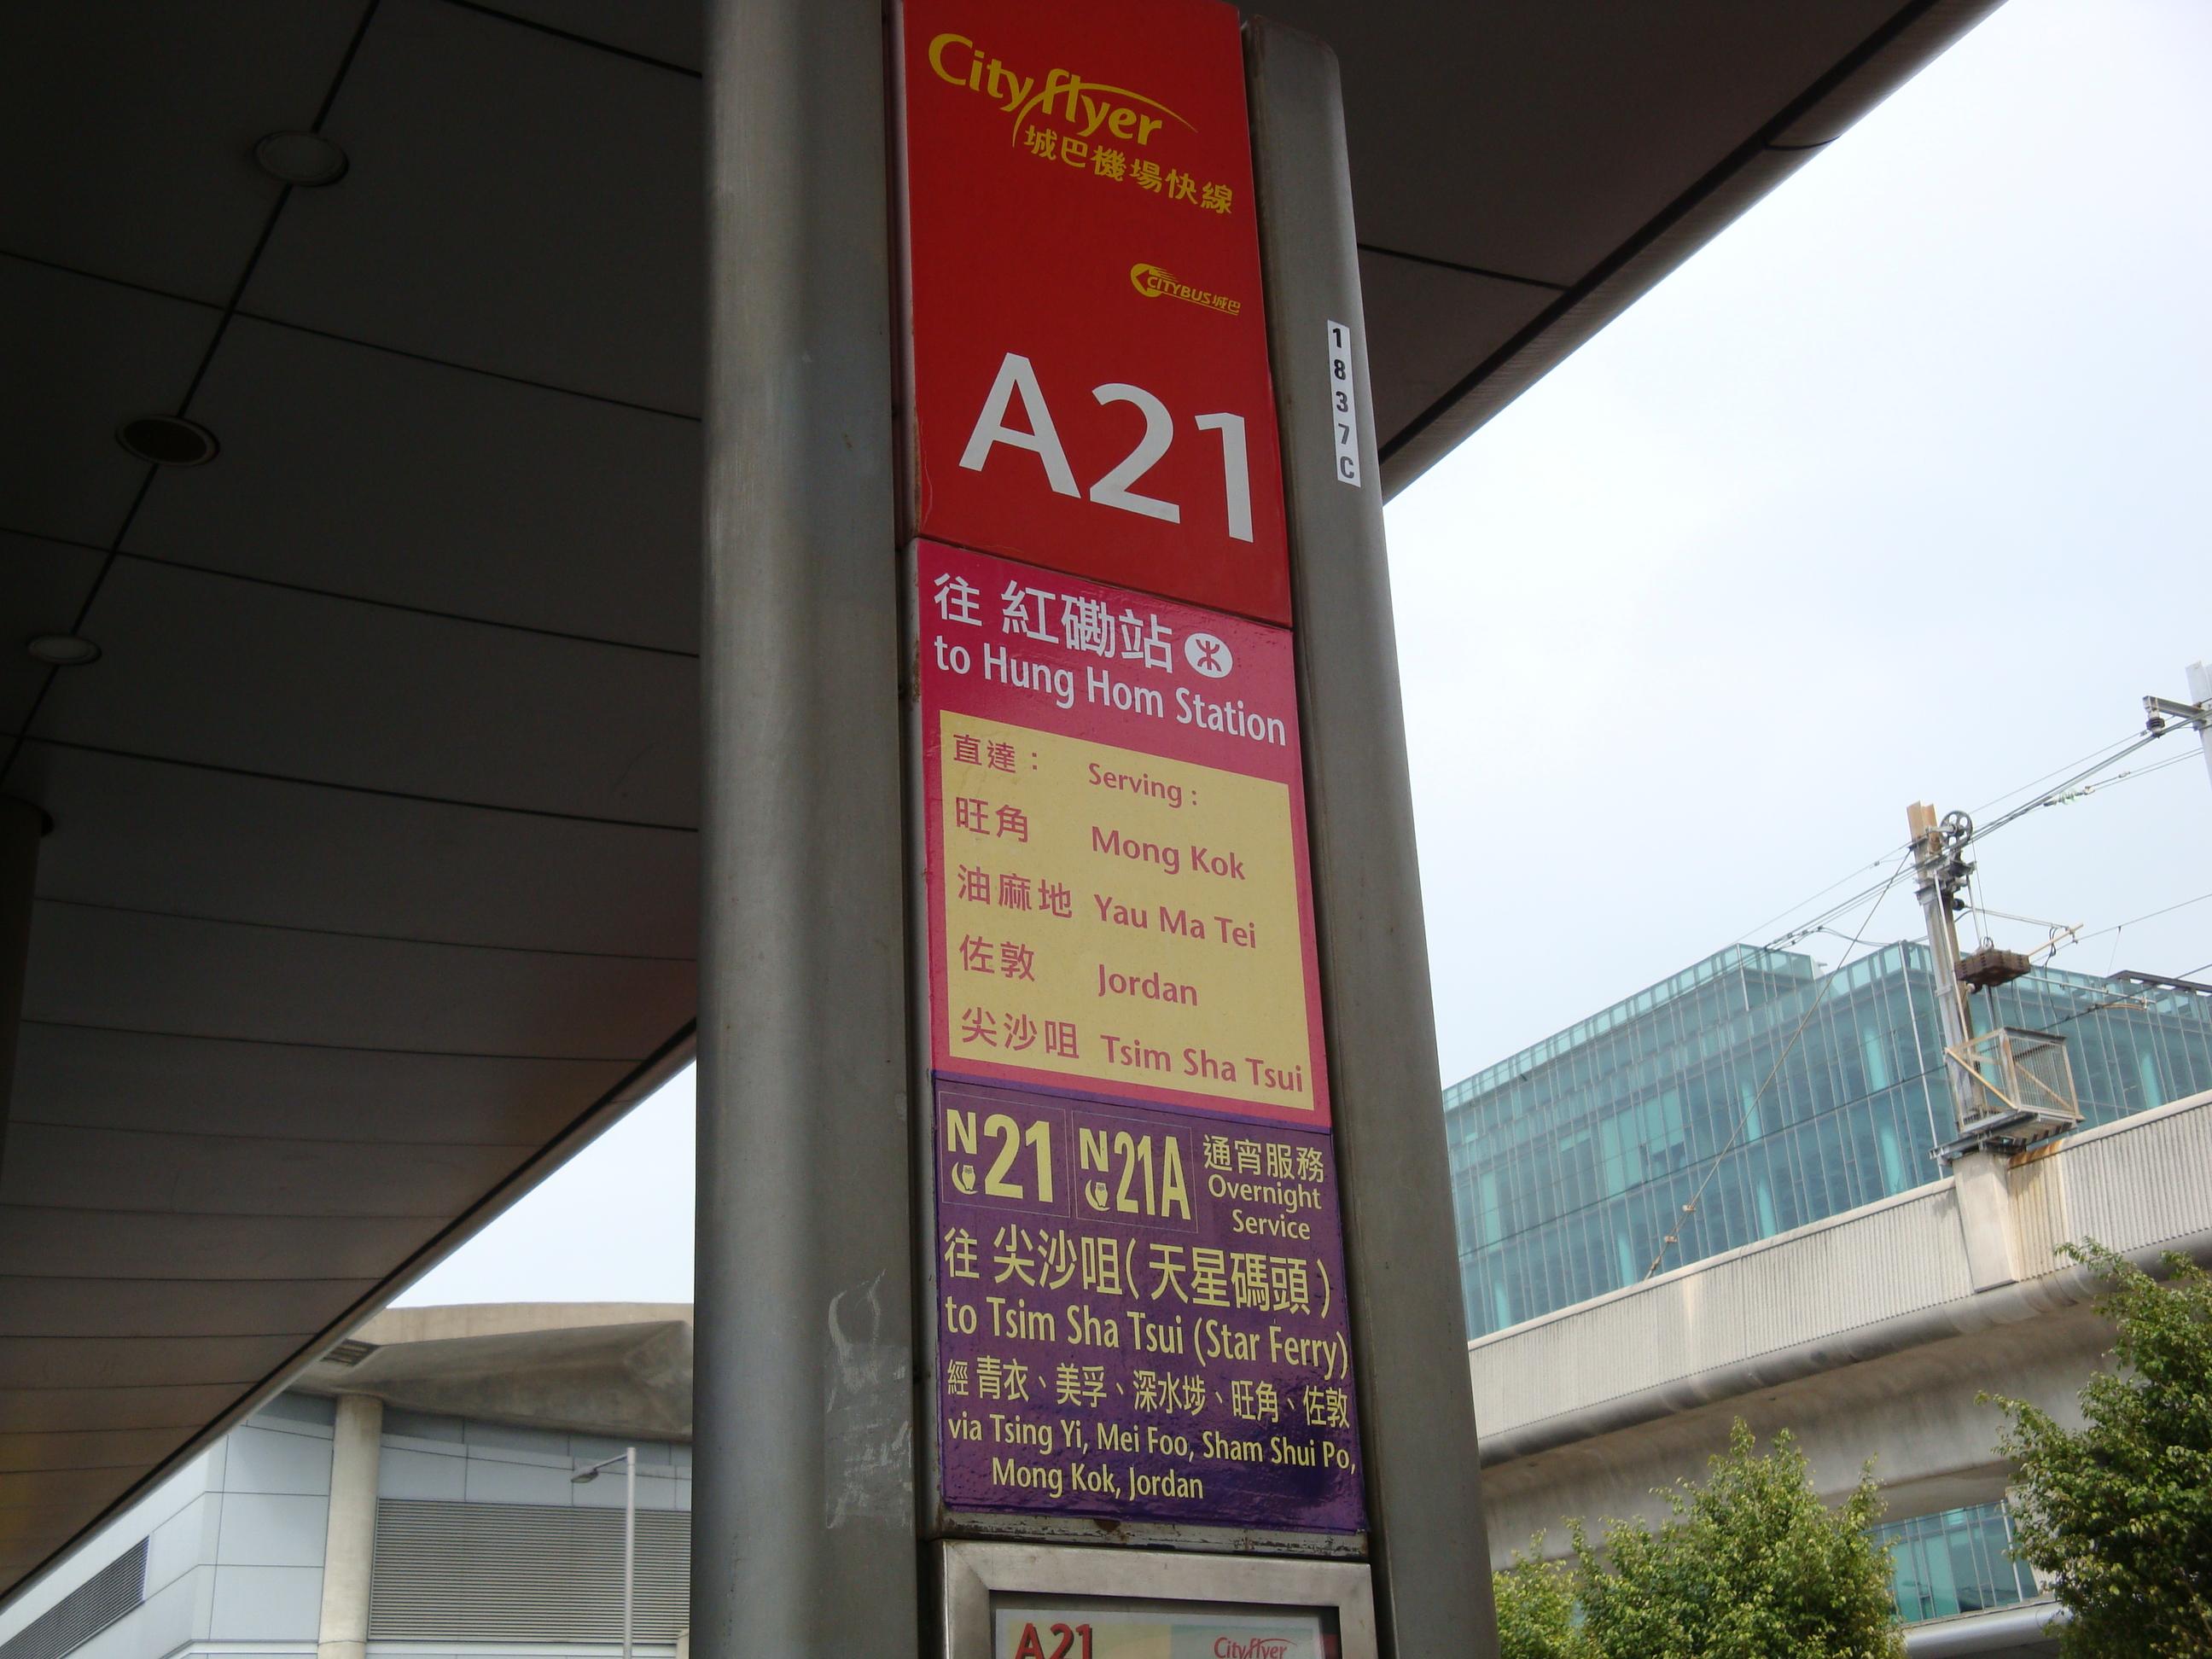 Cityflyer
城巴機場快線
CITYBUS城巴
A21
1837C
往 紅磡站
to Hung Hom Station
直達： Serving :
旺角 Mong Kok
油麻地 Yau Ma Tei
佐敦 Jordan
尖沙咀 Tsim Sha Tsui
N21 N21A 通宵服務
Overnight
Service
往 尖沙咀(天星碼頭)
to Tsim Sha Tsui (Star Ferry)
經 青衣、美孚、深水埗、旺角、佐敦
via Tsing Yi, Mei Foo, Sham Shui Po,
Mong Kok, Jordan
A21 Cityflyer